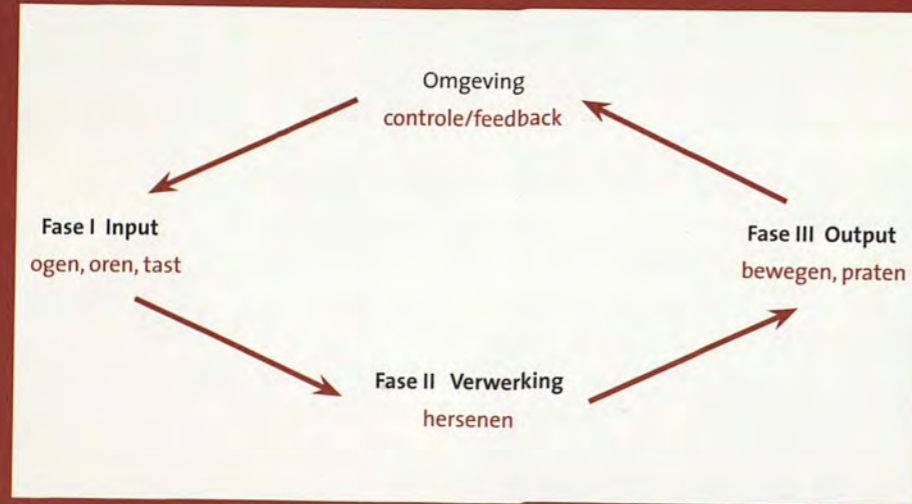 Omgeving
controle/feedback
Fase I Input
ogen, oren, tast
Fase III Output
bewegen, praten
Fase II Verwerking
hersenen